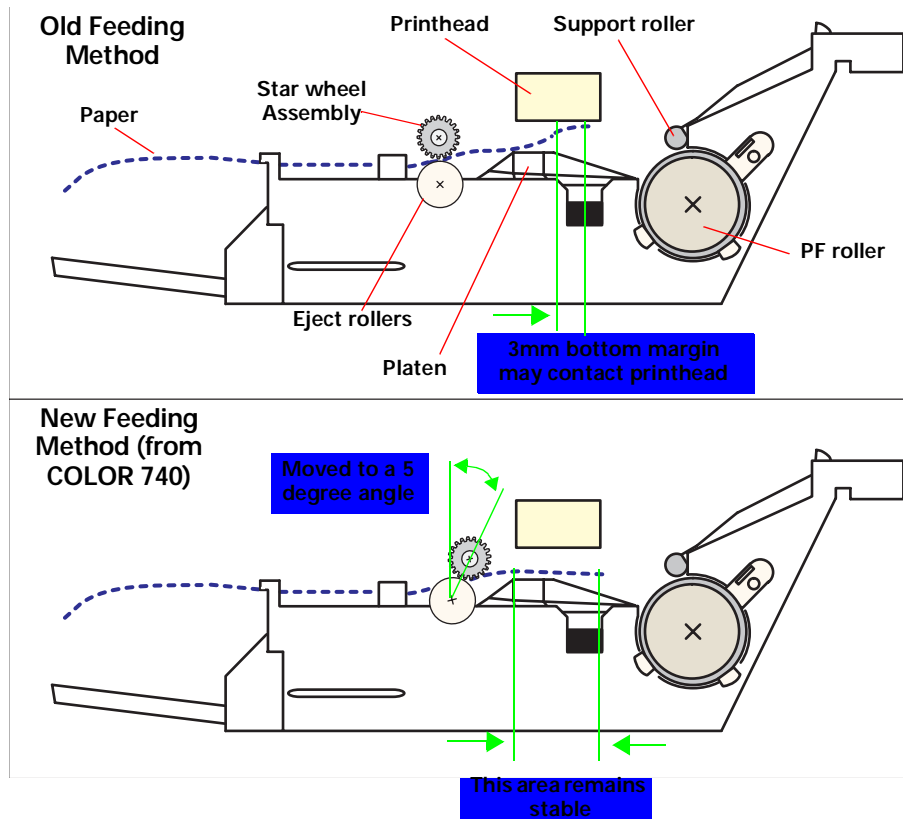 Old Feeding
Method
Printhead
Support roller
Star wheel
Assembly
Paper
PF roller
Eject rollers
Platen
3mm bottom margin
may contact printhead
New Feeding
Method (from
COLOR 740)
Moved to a 5
degree angle
This area remains
stable